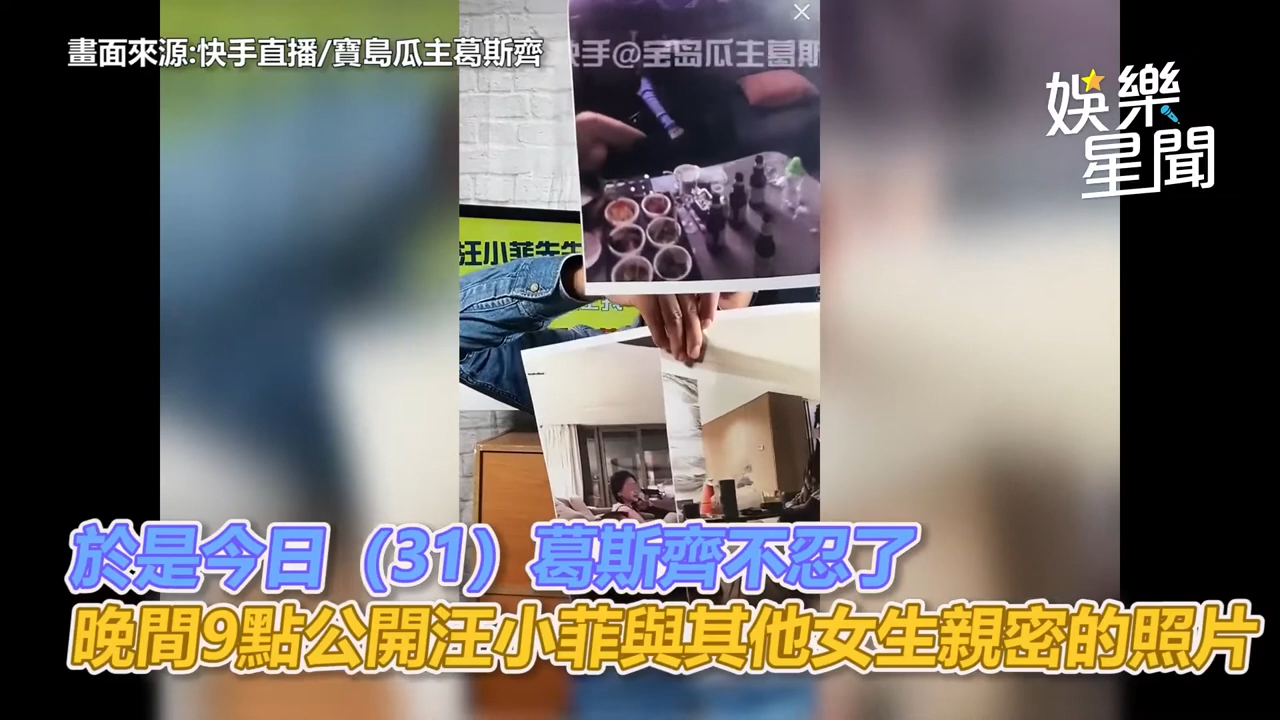 畫面來源:快手直播/寶島瓜主葛斯齊
快手@宝岛瓜主葛斯
娛樂
星聞
汪小菲先生
於是今日（31）葛斯齊不忍了
晚間9點公開汪小菲與其他女生親密的照片